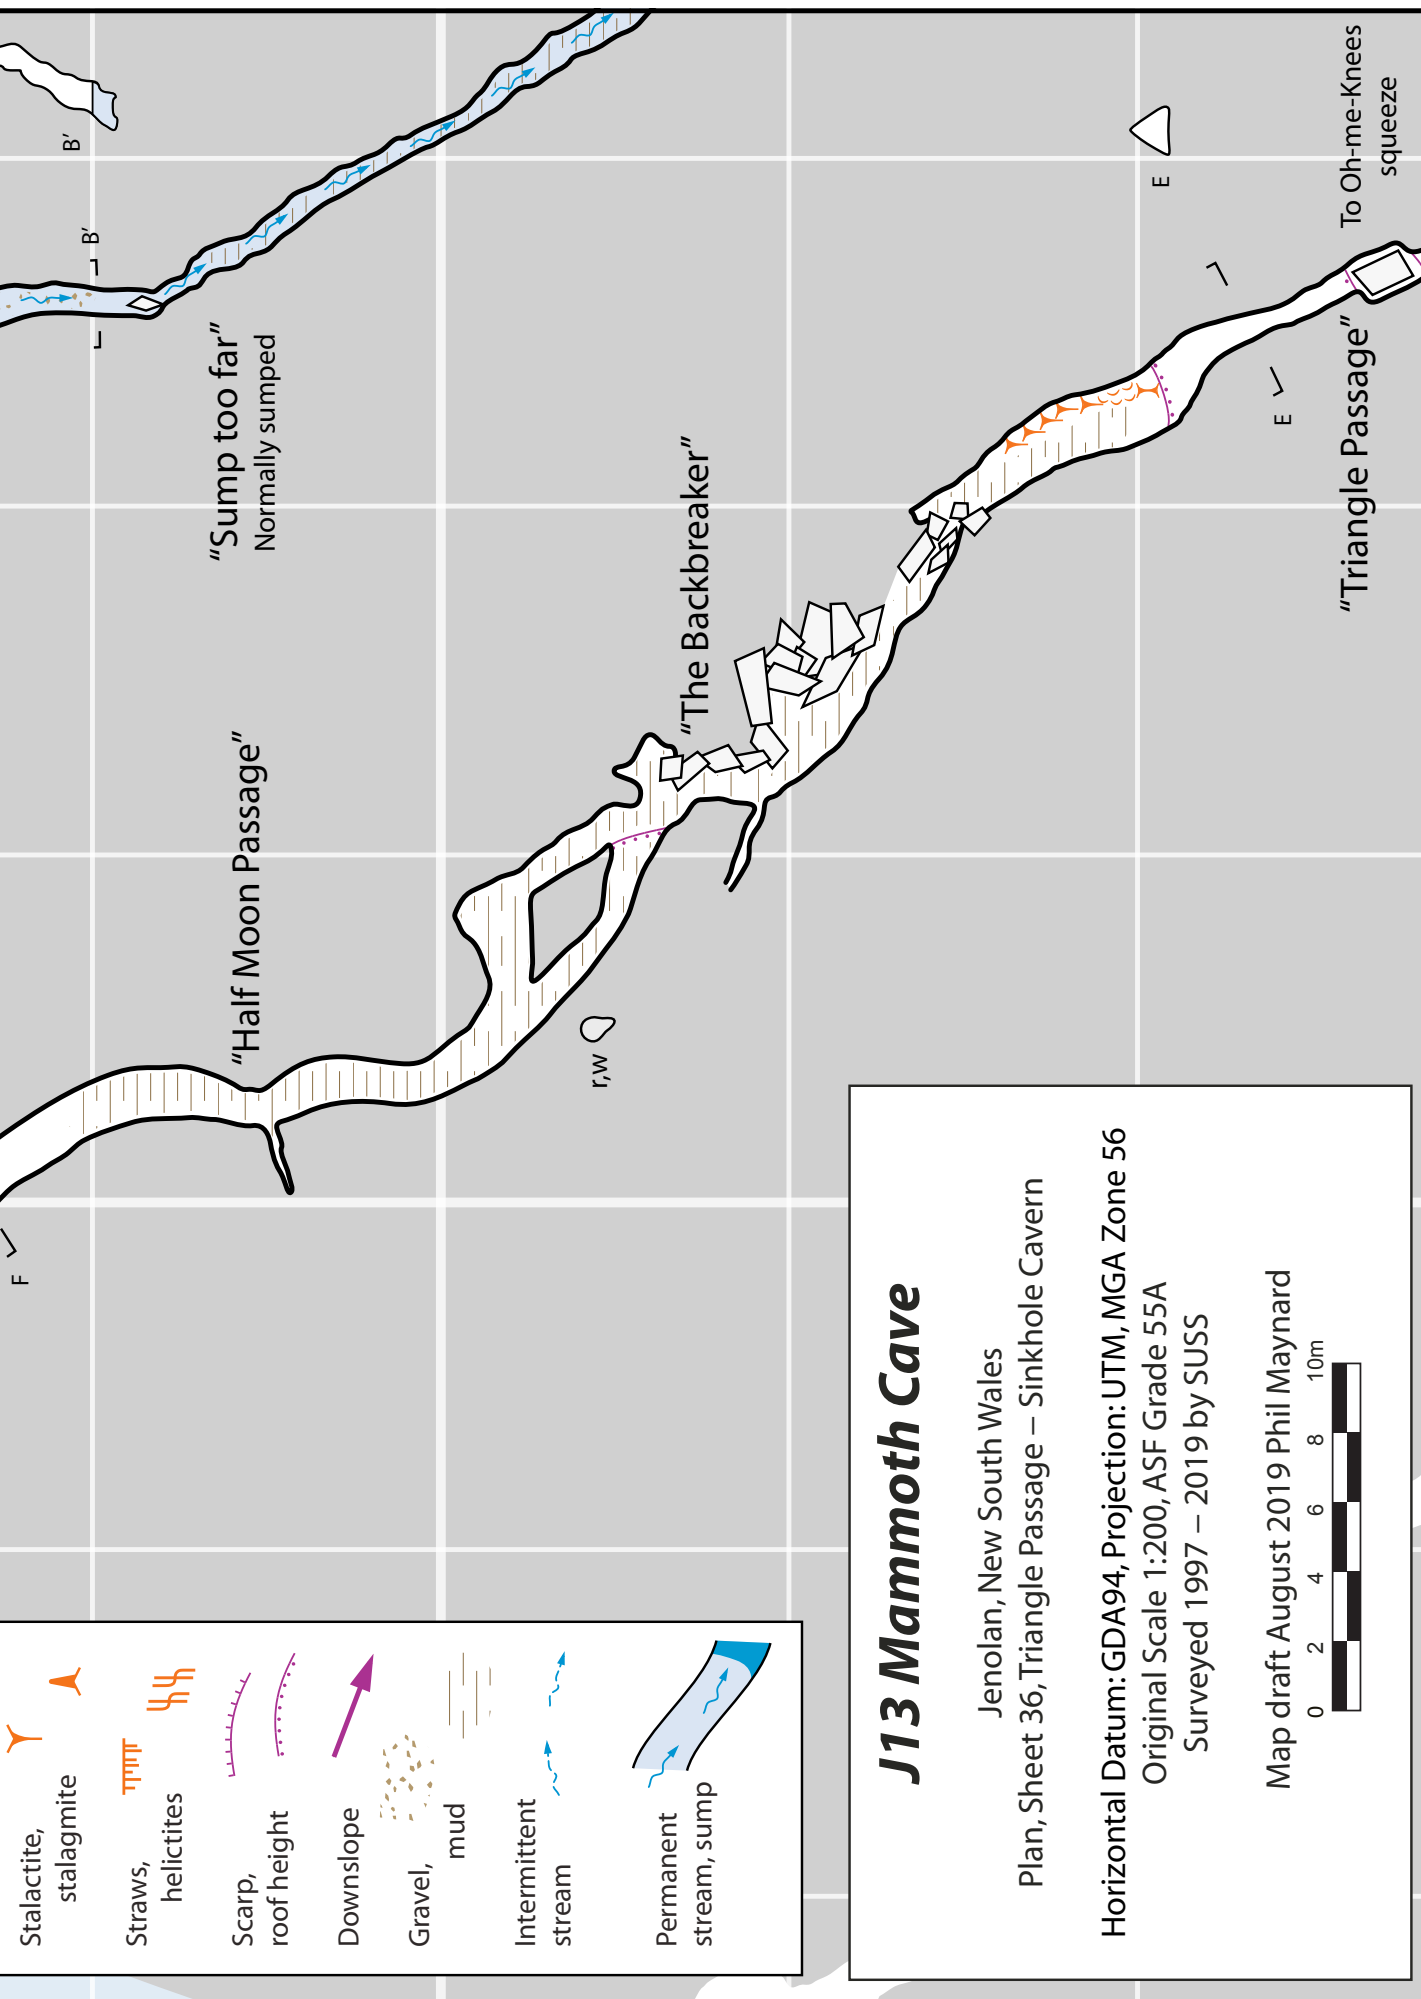 B′
B′
“Sump too far”
Normally sumped
“The Backbreaker”
“Half Moon Passage”
r,w
F
E
E
To Oh-me-Knees
squeeze
“Triangle Passage”
Stalactite,
stalagmite
Straws,
helictites
Scarp,
roof height
Downslope
Gravel,
mud
Intermittent
stream
Permanent
stream, sump
J13 Mammoth Cave
Jenolan, New South Wales
Plan, Sheet 36, Triangle Passage – Sinkhole Cavern
Horizontal Datum: GDA94, Projection: UTM, MGA Zone 56
Original Scale 1:200, ASF Grade 55A
Surveyed 1997 – 2019 by SUSS
Map draft August 2019 Phil Maynard
0 2 4 6 8 10m